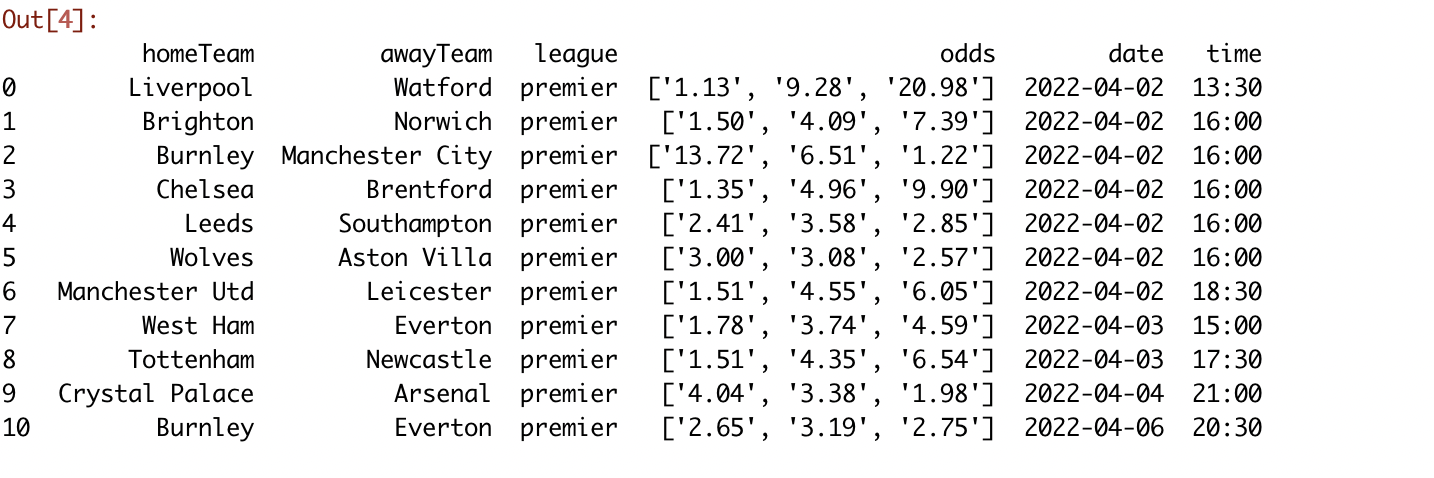 Out[4]:
homeTeam awayTeam league odds date time
0 Liverpool Watford premier ['1.13', '9.28', '20.98'] 2022-04-02 13:30
1 Brighton Norwich premier ['1.50', '4.09', '7.39'] 2022-04-02 16:00
2 Burnley Manchester City premier ['13.72', '6.51', '1.22'] 2022-04-02 16:00
3 Chelsea Brentford premier ['1.35', '4.96', '9.90'] 2022-04-02 16:00
4 Leeds Southampton premier ['2.41', '3.58', '2.85'] 2022-04-02 16:00
5 Wolves Aston Villa premier ['3.00', '3.08', '2.57'] 2022-04-02 16:00
6 Manchester Utd Leicester premier ['1.51', '4.55', '6.05'] 2022-04-02 18:30
7 West Ham Everton premier ['1.78', '3.74', '4.59'] 2022-04-03 15:00
8 Tottenham Newcastle premier ['1.51', '4.35', '6.54'] 2022-04-03 17:30
9 Crystal Palace Arsenal premier ['4.04', '3.38', '1.98'] 2022-04-04 21:00
10 Burnley Everton premier ['2.65', '3.19', '2.75'] 2022-04-06 20:30